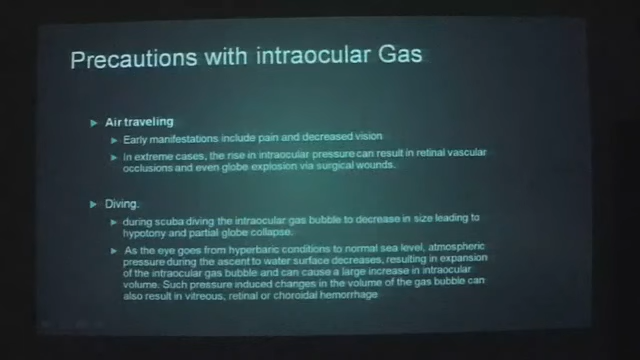 Precautions with intraocular Gas
Air traveling
Early manifestations include pain and decreased vision
In extreme cases, the rise in intraocular pressure can result in retinal vascular
occlusions and even globe explosion via surgical wounds.
Diving.
during scuba diving the intraocular gas bubble to decrease in size leading to
hypotony and partial globe collapse.
As the eye goes from hyperbaric conditions to normal sea level, atmospheric
pressure during the ascent to water surface decreases, resulting in expansion
of the intraocular gas bubble and can cause a large increase in intraocular
volume. Such pressure induced changes in the volume of the gas bubble can
also result in vitreous, retinal or choroidal hemorrhage